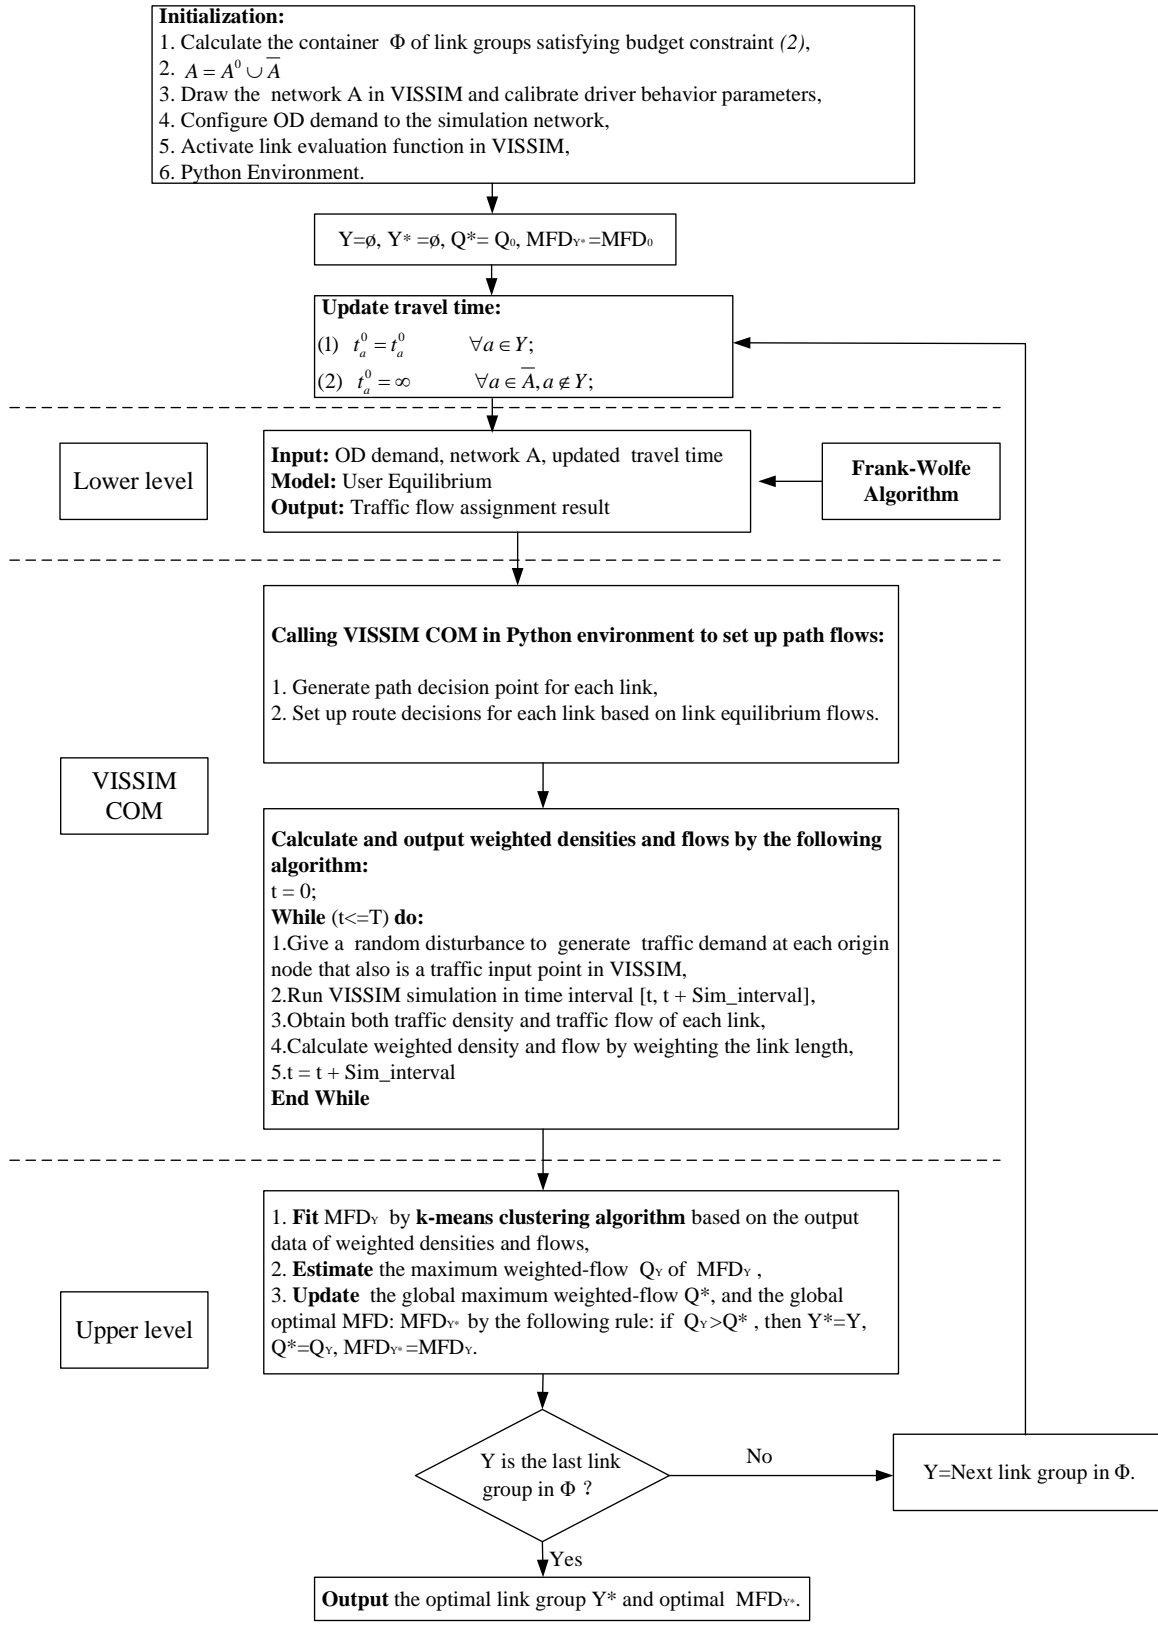 Initialization:
1. Calculate the container Φ of link groups satisfying budget constraint (2),
2. A = A⁰ ∪ A̅
3. Draw the network A in VISSIM and calibrate driver behavior parameters,
4. Configure OD demand to the simulation network,
5. Activate link evaluation function in VISSIM,
6. Python Environment.
Y=ø, Y* =ø, Q*= Q₀, MFD_Y* =MFD₀
Update travel time:
(1) t_a^0 = t_a^0 ∀a ∈ Y;
(2) t_a^0 = ∞ ∀a ∈ A̅, a ∉ Y;
Lower level
Input: OD demand, network A, updated travel time
Model: User Equilibrium
Output: Traffic flow assignment result
Frank-Wolfe
Algorithm
Calling VISSIM COM in Python environment to set up path flows:
1. Generate path decision point for each link,
2. Set up route decisions for each link based on link equilibrium flows.
VISSIM
COM
Calculate and output weighted densities and flows by the following
algorithm:
t = 0;
While (t<=T) do:
1.Give a random disturbance to generate traffic demand at each origin
node that also is a traffic input point in VISSIM,
2.Run VISSIM simulation in time interval [t, t + Sim_interval],
3.Obtain both traffic density and traffic flow of each link,
4.Calculate weighted density and flow by weighting the link length,
5.t = t + Sim_interval
End While
Upper level
1. Fit MFD_Y by k-means clustering algorithm based on the output
data of weighted densities and flows,
2. Estimate the maximum weighted-flow Q_Y of MFD_Y ,
3. Update the global maximum weighted-flow Q*, and the global
optimal MFD: MFD_Y* by the following rule: if Q_Y>Q* , then Y*=Y,
Q*=Q_Y, MFD_Y* =MFD_Y.
Y is the last link
group in Φ ?
No
Y=Next link group in Φ.
Yes
Output the optimal link group Y* and optimal MFD_Y*.